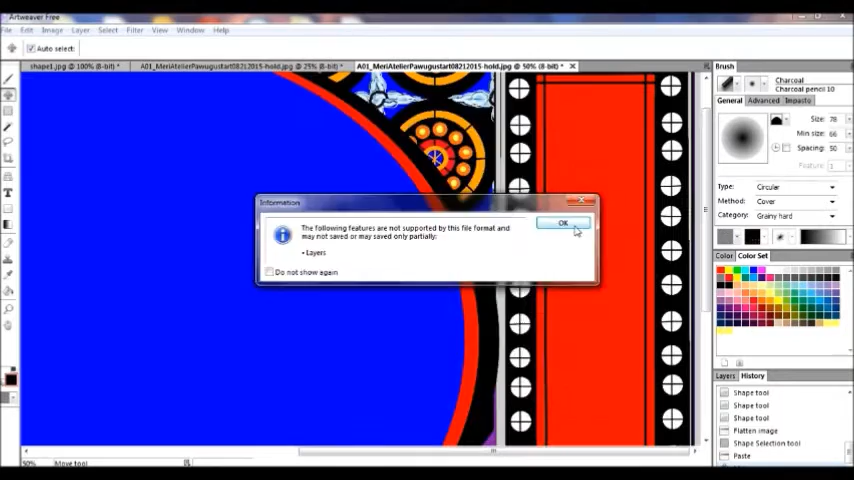 Artweaver Free
File Edit Image Layer Select Filter View Window Help
Auto select:
shape1.jpg @ 100% (8-bit) * A01_MeriAtelierPawugustart08212015-hold.jpg @ 25% (8-bit) * A01_MeriAtelierPawugustart08212015-hold.jpg @ 50% (8-bit) *
Brush
Charcoal
Charcoal pencil 10
General Advanced Impasto
Size: 78
Min size: 66
Spacing: 50
Feature: 1
Type: Circular
Method: Cover
Category: Grainy hard
Color Color Set
Information
The following features are not supported by this file format and
may not saved or may saved only partially:
• Layers
Do not show again
OK
Layers History
Shape tool
Shape tool
Shape tool
Flatten image
Shape Selection tool
Paste
50% Move tool